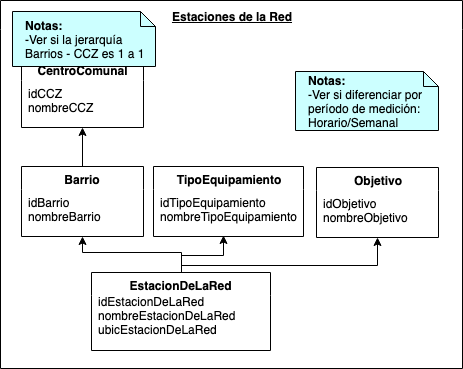 Estaciones de la Red
Notas:
-Ver si la jerarquía
Barrios - CCZ es 1 a 1
CentroComunal
idCCZ
nombreCCZ
Notas:
-Ver si diferenciar por
período de medición:
Horario/Semanal
Barrio
idBarrio
nombreBarrio
TipoEquipamiento
idTipoEquipamiento
nombreTipoEquipamiento
Objetivo
idObjetivo
nombreObjetivo
EstacionDeLaRed
idEstacionDeLaRed
nombreEstacionDeLaRed
ubicEstacionDeLaRed